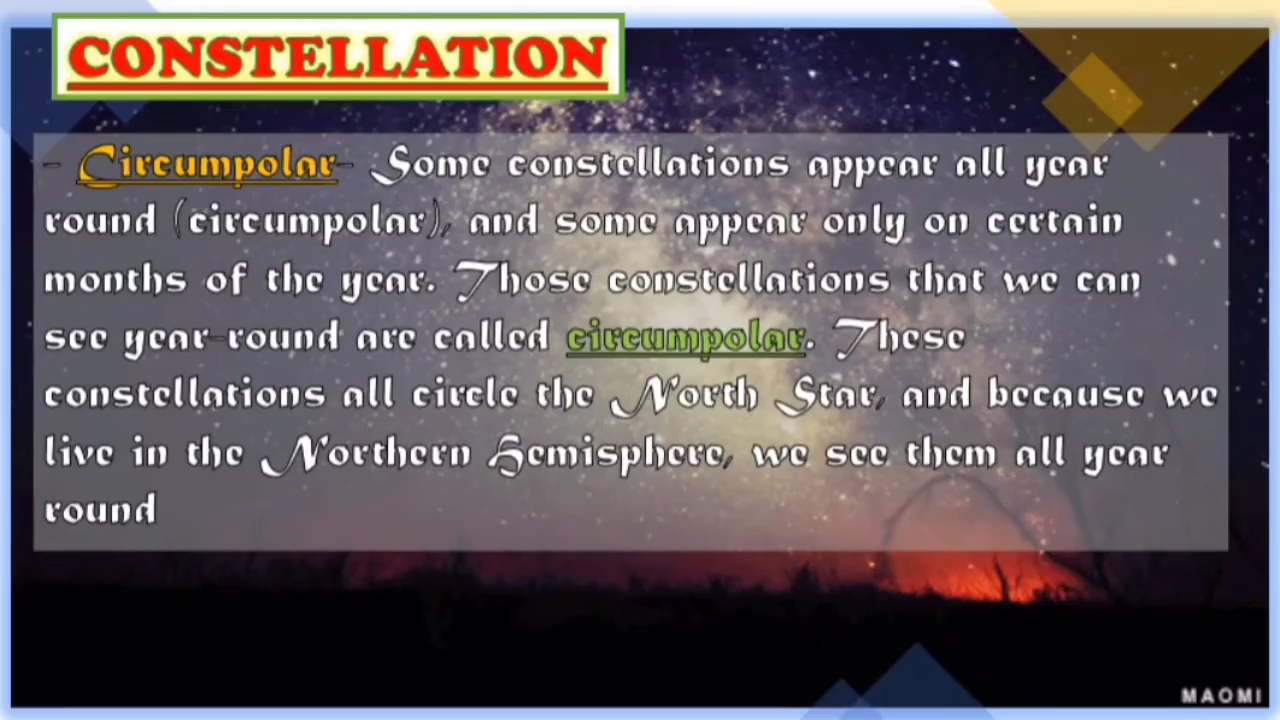 CONSTELLATION
- Circumpolar- Some constellations appear all year
round (circumpolar), and some appear only on certain
months of the year. Those constellations that we can
see year-round are called circumpolar. These
constellations all circle the North Star, and because we
live in the Northern Hemisphere, we see them all year
round
MAOMI